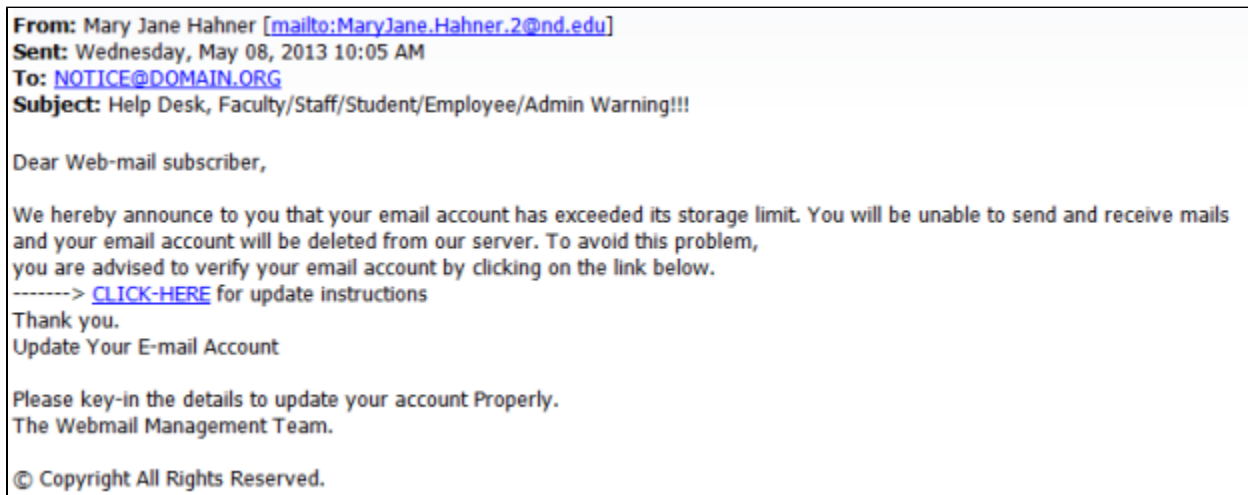 From: Mary Jane Hahner [mailto:MaryJane.Hahner.2@nd.edu]
Sent: Wednesday, May 08, 2013 10:05 AM
To: NOTICE@DOMAIN.ORG
Subject: Help Desk, Faculty/Staff/Student/Employee/Admin Warning!!!
Dear Web-mail subscriber,
We hereby announce to you that your email account has exceeded its storage limit. You will be unable to send and receive mails
and your email account will be deleted from our server. To avoid this problem,
you are advised to verify your email account by clicking on the link below.
-------> CLICK-HERE for update instructions
Thank you.
Update Your E-mail Account
Please key-in the details to update your account Properly.
The Webmail Management Team.
© Copyright All Rights Reserved.